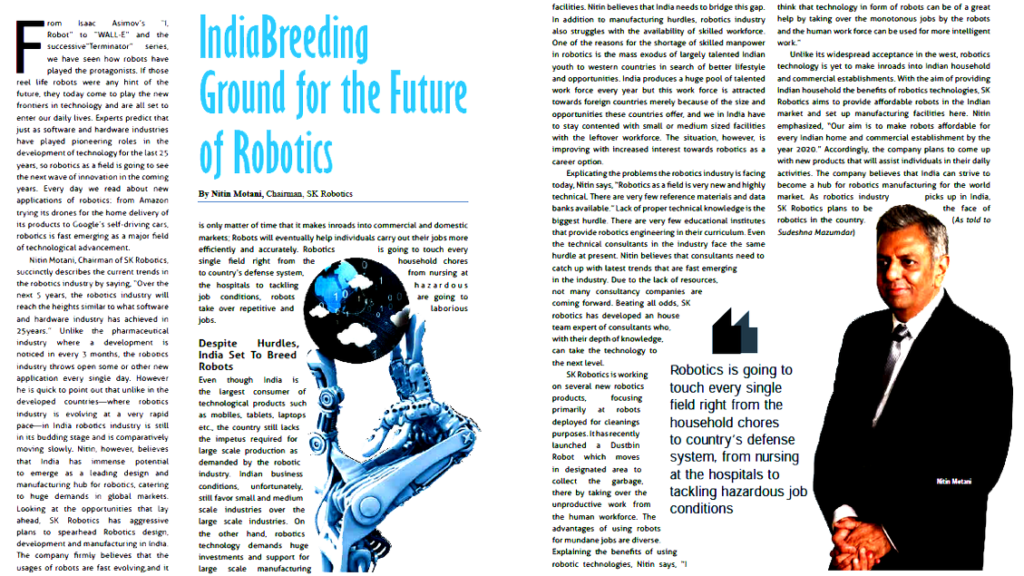 From Isaac Asimov's "I,
Robot" to "WALL-E" and the
successive"Terminator" series,
we have seen how robots have
played the protagonists. If those
reel life robots were any hint of the
future, they today come to play the new
frontiers in technology and are all set to
enter our daily lives. Experts predict that
just as software and hardware industries
have played pioneering roles in the
development of technology for the last 25
years, so robotics as a field is going to see
the next wave of innovation in the coming
years. Every day we read about new
applications of robotics: from Amazon
trying its drones for the home delivery of
its products to Google's self-driving cars,
robotics is fast emerging as a major field
of technological advancement.
Nitin Motani, Chairman of SK Robotics,
succinctly describes the current trends in
the robotics industry by saying, "Over the
next 5 years, the robotics industry will
reach the heights similar to what software
and hardware industry has achieved in
25years." Unlike the pharmaceutical
industry where a development is
noticed in every 3 months, the robotics
industry throws open some or other new
application every single day. However
he is quick to point out that unlike in the
developed countries—where robotics
industry is evolving at a very rapid
pace—in India robotics industry is still
in its budding stage and is comparatively
moving slowly. Nitin, however, believes
that India has immense potential
to emerge as a leading design and
manufacturing hub for robotics, catering
to huge demands in global markets.
Looking at the opportunities that lay
ahead, SK Robotics has aggressive
plans to spearhead Robotics design,
development and manufacturing in India.
The company firmly believes that the
usages of robots are fast evolving,and it
IndiaBreeding
Ground for the Future
of Robotics
By Nitin Motani, Chairman, SK Robotics
is only matter of time that it makes inroads into commercial and domestic
markets; Robots will eventually help individuals carry out their jobs more
efficiently and accurately. Robotics is going to touch every
single field right from the household chores
to country's defense system, from nursing at
the hospitals to tackling hazardous
job conditions, robots are going to
take over repetitive and laborious
jobs.
Despite Hurdles,
India Set To Breed
Robots
Even though India is
the largest consumer of
technological products such
as mobiles, tablets, laptops
etc., the country still lacks
the impetus required for
large scale production as
demanded by the robotic
industry. Indian business
conditions, unfortunately,
still favor small and medium
scale industries over the
large scale industries. On
the other hand, robotics
technology demands huge
investments and support for
large scale manufacturing
facilities. Nitin believes that India needs to bridge this gap.
In addition to manufacturing hurdles, robotics industry
also struggles with the availability of skilled workforce.
One of the reasons for the shortage of skilled manpower
in robotics is the mass exodus of largely talented Indian
youth to western countries in search of better lifestyle
and opportunities. India produces a huge pool of talented
work force every year but this work force is attracted
towards foreign countries merely because of the size and
opportunities these countries offer, and we in India have
to stay contented with small or medium sized facilities
with the leftover workforce. The situation, however, is
improving with increased interest towards robotics as a
career option.
Explicating the problems the robotics industry is facing
today, Nitin says, "Robotics as a field is very new and highly
technical. There are very few reference materials and data
banks available." Lack of proper technical knowledge is the
biggest hurdle. There are very few educational institutes
that provide robotics engineering in their curriculum. Even
the technical consultants in the industry face the same
hurdle at present. Nitin believes that consultants need to
catch up with latest trends that are fast emerging
in the industry. Due to the lack of resources,
not many consultancy companies are
coming forward. Beating all odds, SK
robotics has developed an house
team expert of consultants who,
with their depth of knowledge,
can take the technology to
the next level.
SK Robotics is working
on several new robotics
products, focusing
primarily at robots
deployed for cleanings
purposes. It has recently
launched a Dustbin
Robot which moves
in designated area to
collect the garbage,
there by taking over the
unproductive work from
the human workforce. The
advantages of using robots
for mundane jobs are diverse.
Explaining the benefits of using
robotic technologies, Nitin says, "I
think that technology in form of robots can be of a great
help by taking over the monotonous jobs by the robots
and the human work force can be used for more intelligent
work."
Unlike its widespread acceptance in the west, robotics
technology is yet to make inroads into Indian household
and commercial establishments. With the aim of providing
Indian household the benefits of robotics technologies, SK
Robotics aims to provide affordable robots in the Indian
market and set up manufacturing facilities here. Nitin
emphasized, "Our aim is to make robots affordable for
every Indian home and commercial establishment by the
year 2020." Accordingly, the company plans to come up
with new products that will assist individuals in their daily
activities. The company believes that India can strive to
become a hub for robotics manufacturing for the world
market. As robotics industry picks up in India,
SK Robotics plans to be the face of
robotics in the country. (As told to
Sudeshna Mazumdar)
Robotics is going to
touch every single
field right from the
household chores
to country's defense
system, from nursing
at the hospitals to
tackling hazardous job
conditions
Nitin Motani